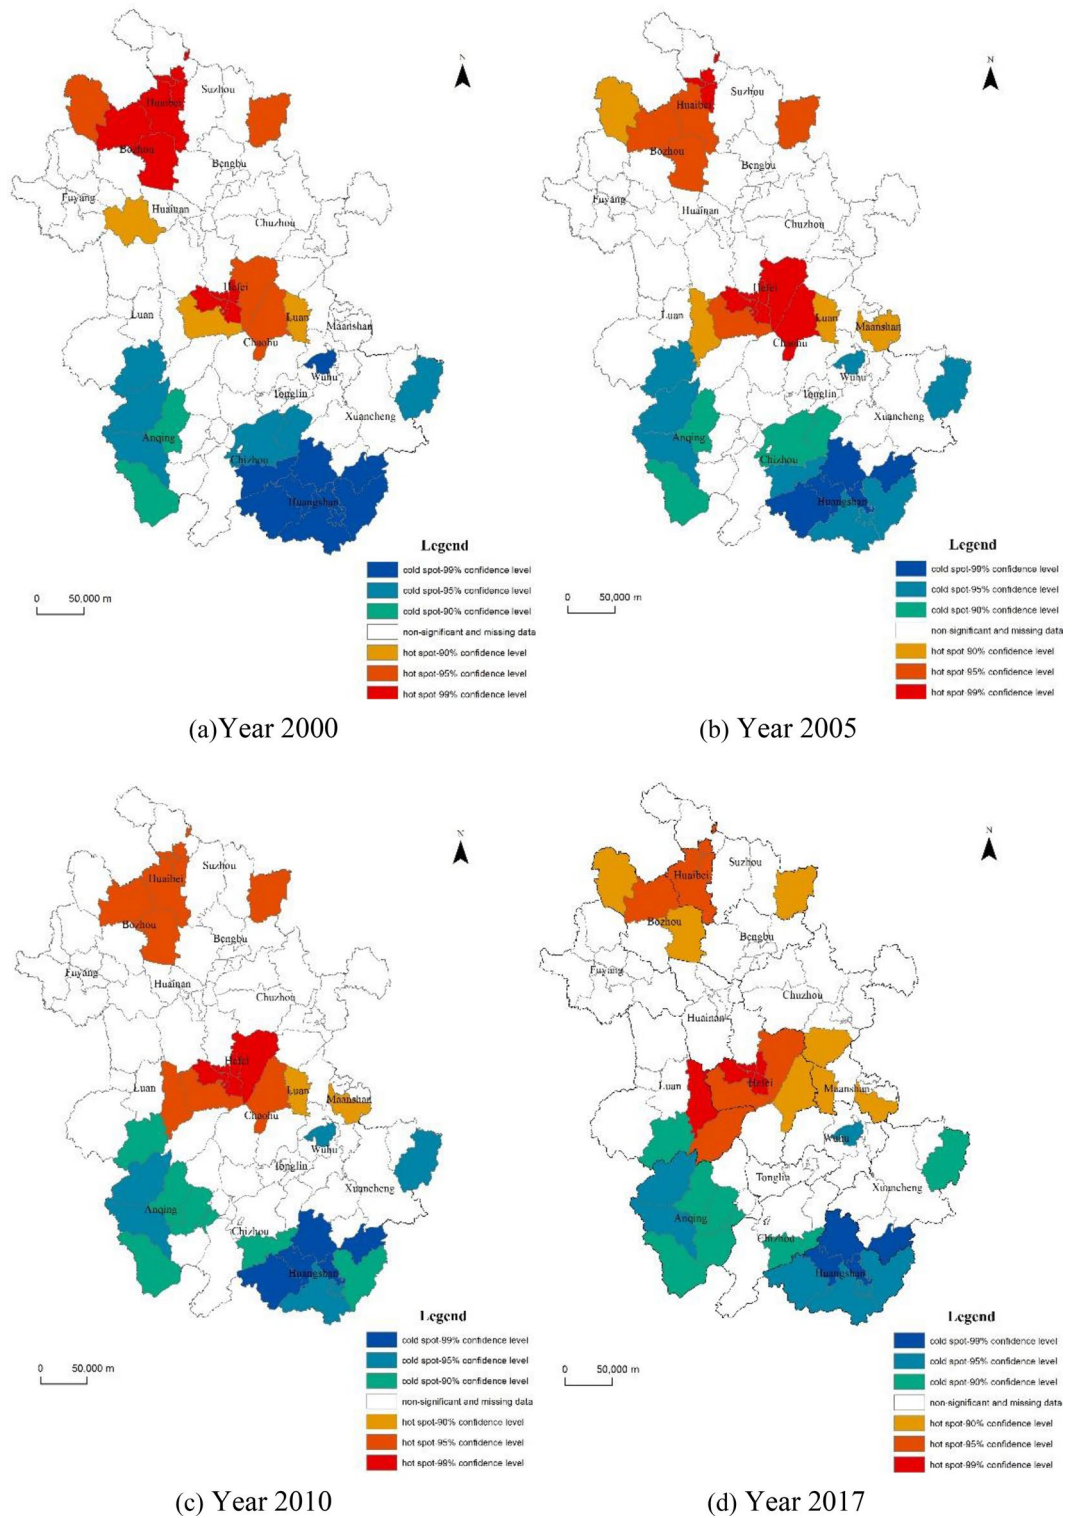 N
Suzhou
Huaibei
Bozhou
Bengbu
Fuyang
Huainan
Chuzhou
Hefei
Luan
Luan
Maanshan
Chaohu
Wuhu
Tonglin
Xuancheng
Anqing
Chizhou
Huangshan
Legend
cold spot-99% confidence level
cold spot-95% confidence level
cold spot-90% confidence level
non-significant and missing data
hot spot-90% confidence level
hot spot-95% confidence level
hot spot-99% confidence level
0 50,000 m
(a)Year 2000
N
Suzhou
Huaibei
Bozhou
Bengbu
Fuyang
Huainan
Chuzhou
Hefei
Luan
Luan
Maanshan
Chaohu
Wuhu
Tonglin
Xuancheng
Anqing
Chizhou
Huangshan
Legend
cold spot-99% confidence level
cold spot-95% confidence level
cold spot-90% confidence level
non-significant and missing data
hot spot 90% confidence level
hot spot-95% confidence level
hot spot-99% confidence level
0 50,000 m
(b) Year 2005
N
Suzhou
Huaibei
Bozhou
Bengbu
Fuyang
Huainan
Chuzhou
Hefei
Luan
Luan
Maanshan
Chaohu
Wuhu
Tonglin
Xuancheng
Anqing
Chizhou
Huangshan
Legend
cold spot-99% confidence level
cold spot-95% confidence level
cold spot-90% confidence level
non-significant and missing data
hot spot-90% confidence level
hot spot-95% confidence level
hot spot-99% confidence level
0 50,000 m
(c) Year 2010
N
Suzhou
Huaibei
Bozhou
Bengbu
Fuyang
Chuzhou
Huainan
Luan
Hefei
Maanshan
Wuhu
Tonglin
Xuancheng
Anqing
Chizhou
Huangshan
Legend
cold spot-99% confidence level
cold spot-95% confidence level
cold spot-90% confidence level
non-significant and missing data
hot spot-90% confidence level
hot spot-95% confidence level
hot spot-99% confidence level
0 50,000 m
(d) Year 2017